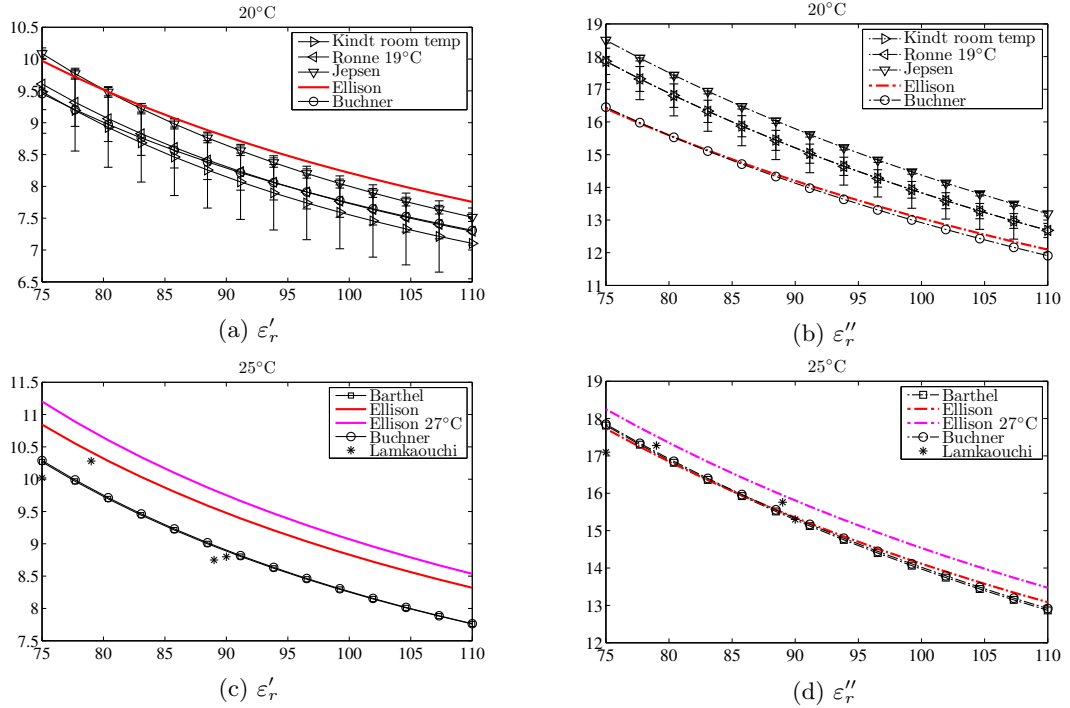 20°C
10.5
10
9.5
9
8.5
8
7.5
7
6.5
75 80 85 90 95 100 105 110
Kindt room temp
Ronne 19°C
Jepsen
Ellison
Buchner
(a) ε′r
20°C
19
18
17
16
15
14
13
12
11
75 80 85 90 95 100 105 110
Kindt room temp
Ronne 19°C
Jepsen
Ellison
Buchner
(b) ε″r
25°C
11.5
11
10.5
10
9.5
9
8.5
8
7.5
75 80 85 90 95 100 105 110
Barthel
Ellison
Ellison 27°C
Buchner
Lamkaouchi
(c) ε′r
25°C
19
18
17
16
15
14
13
12
75 80 85 90 95 100 105 110
Barthel
Ellison
Ellison 27°C
Buchner
Lamkaouchi
(d) ε″r